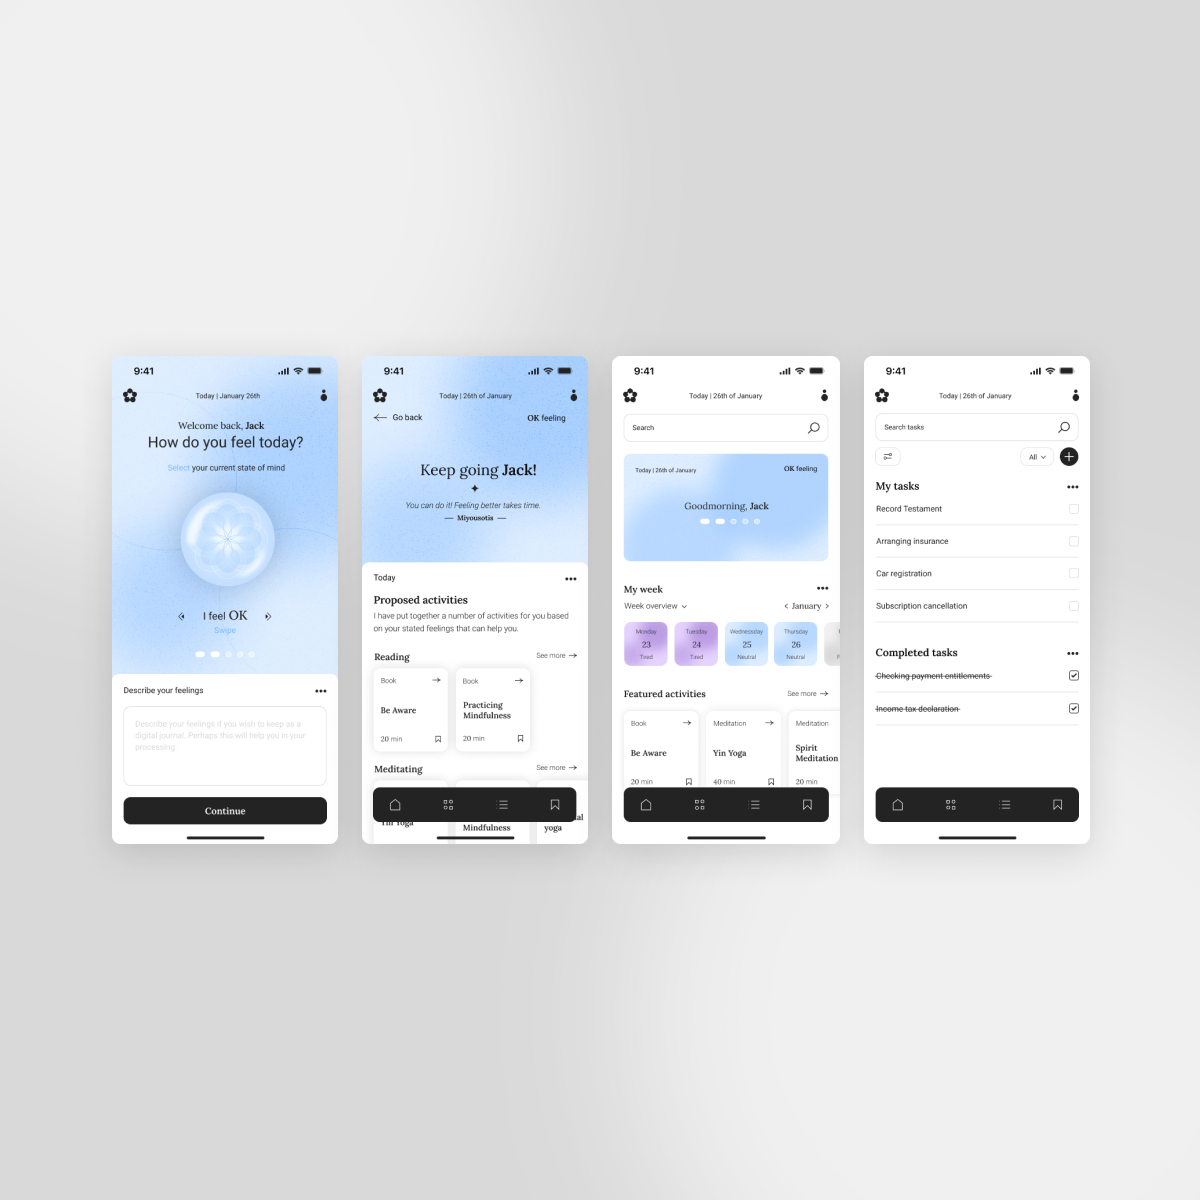 9:41
Today | January 26th
Welcome back, Jack
How do you feel today?
Select your current state of mind
I feel OK
Swipe
Describe your feelings
Describe your feelings if you wish to keep as a
digital journal. Perhaps this will help you in your
processing.
Continue
9:41
Today | 26th of January
Go back
OK feeling
Keep going Jack!
You can do it! Feeling better takes time.
Miyousotis
Today
Proposed activities
I have put together a number of activities for you based
on your stated feelings that can help you.
Reading
See more
Book
Be Aware
20 min
Book
Practicing
Mindfulness
20 min
Meditating
See more
Yin Yoga
Mindfulness
yoga
9:41
Today | 26th of January
Search
Today | 26th of January
OK feeling
Goodmorning, Jack
My week
Week overview
January
Monday
23
Tired
Tuesday
24
Tired
Wednessday
25
Neutral
Thursday
26
Neutral
Featured activities
See more
Book
Be Aware
20 min
Meditation
Yin Yoga
40 min
Meditation
Spirit
Meditation
20 min
9:41
Today | 26th of January
Search tasks
All
My tasks
Record Testament
Arranging insurance
Car registration
Subscription cancellation
Completed tasks
Checking payment entitlements
Income tax declaration